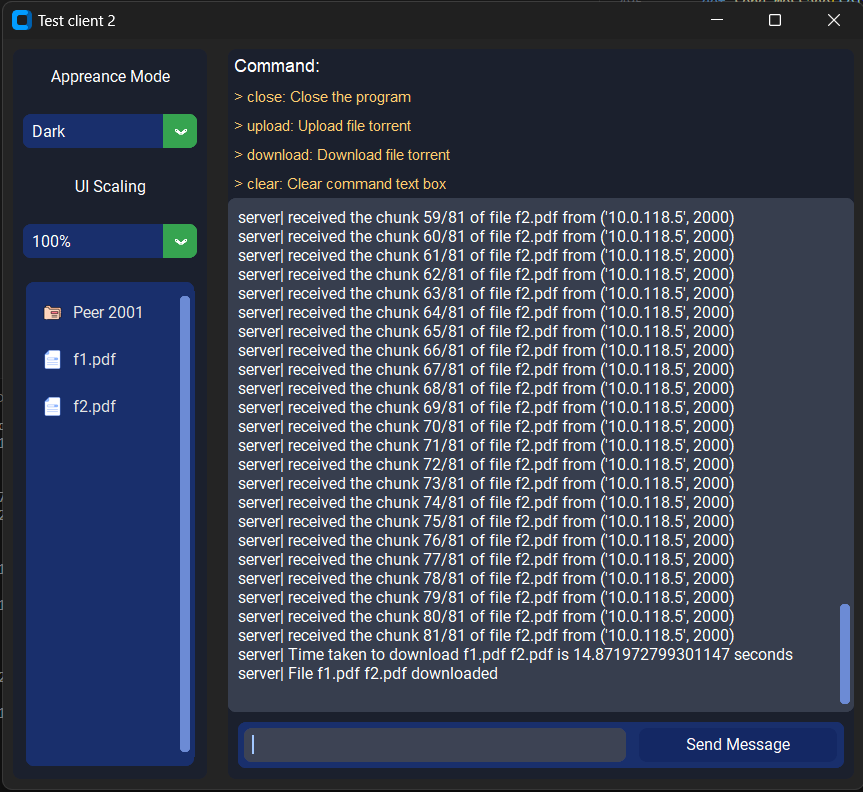 Test client 2
Appreance Mode
Dark
UI Scaling
100%
Peer 2001
f1.pdf
f2.pdf
Command:
> close: Close the program
> upload: Upload file torrent
> download: Download file torrent
> clear: Clear command text box
server| received the chunk 59/81 of file f2.pdf from ('10.0.118.5', 2000)
server| received the chunk 60/81 of file f2.pdf from ('10.0.118.5', 2000)
server| received the chunk 61/81 of file f2.pdf from ('10.0.118.5', 2000)
server| received the chunk 62/81 of file f2.pdf from ('10.0.118.5', 2000)
server| received the chunk 63/81 of file f2.pdf from ('10.0.118.5', 2000)
server| received the chunk 64/81 of file f2.pdf from ('10.0.118.5', 2000)
server| received the chunk 65/81 of file f2.pdf from ('10.0.118.5', 2000)
server| received the chunk 66/81 of file f2.pdf from ('10.0.118.5', 2000)
server| received the chunk 67/81 of file f2.pdf from ('10.0.118.5', 2000)
server| received the chunk 68/81 of file f2.pdf from ('10.0.118.5', 2000)
server| received the chunk 69/81 of file f2.pdf from ('10.0.118.5', 2000)
server| received the chunk 70/81 of file f2.pdf from ('10.0.118.5', 2000)
server| received the chunk 71/81 of file f2.pdf from ('10.0.118.5', 2000)
server| received the chunk 72/81 of file f2.pdf from ('10.0.118.5', 2000)
server| received the chunk 73/81 of file f2.pdf from ('10.0.118.5', 2000)
server| received the chunk 74/81 of file f2.pdf from ('10.0.118.5', 2000)
server| received the chunk 75/81 of file f2.pdf from ('10.0.118.5', 2000)
server| received the chunk 76/81 of file f2.pdf from ('10.0.118.5', 2000)
server| received the chunk 77/81 of file f2.pdf from ('10.0.118.5', 2000)
server| received the chunk 78/81 of file f2.pdf from ('10.0.118.5', 2000)
server| received the chunk 79/81 of file f2.pdf from ('10.0.118.5', 2000)
server| received the chunk 80/81 of file f2.pdf from ('10.0.118.5', 2000)
server| received the chunk 81/81 of file f2.pdf from ('10.0.118.5', 2000)
server| Time taken to download f1.pdf f2.pdf is 14.871972799301147 seconds
server| File f1.pdf f2.pdf downloaded
Send Message